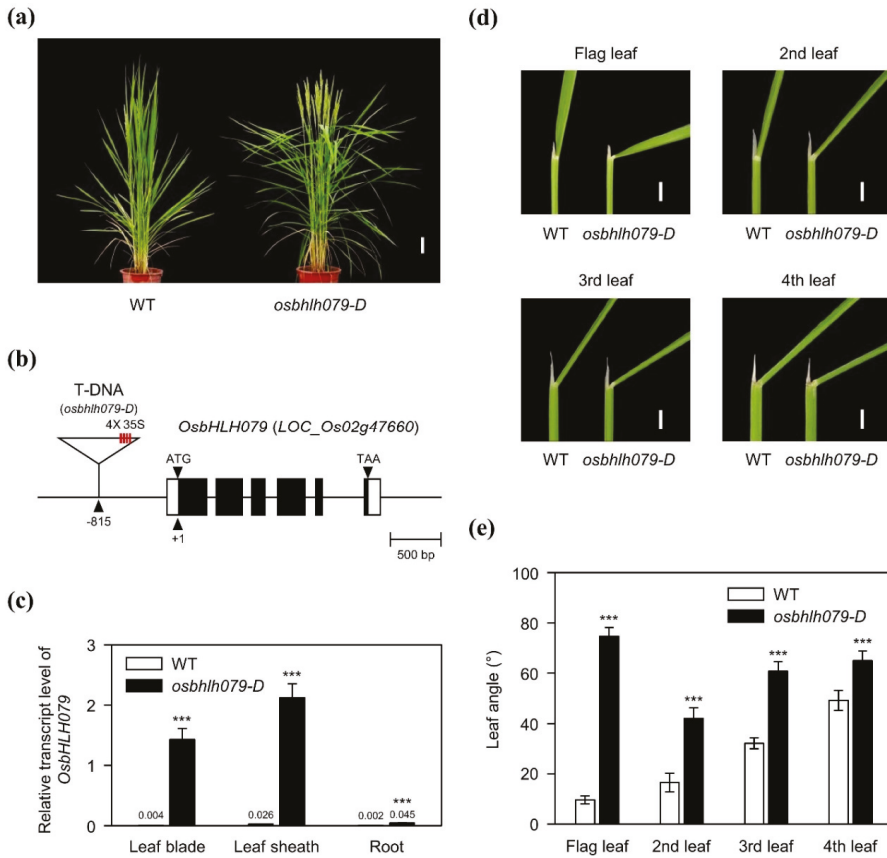 (a)
WT
osbhlh079-D
(b)
T-DNA
(osbhlh079-D)
4X 35S
OsbHLH079 (LOC_Os02g47660)
ATG
TAA
-815
+1
500 bp
(c)
Relative transcript level of
OsbHLH079
3
2
1
0
WT
osbhlh079-D
***
***
***
0.004
0.026
0.002
0.045
Leaf blade
Leaf sheath
Root
(d)
Flag leaf
2nd leaf
WT osbhlh079-D
WT osbhlh079-D
3rd leaf
4th leaf
WT osbhlh079-D
WT osbhlh079-D
(e)
Leaf angle (°)
100
80
60
40
20
0
WT
osbhlh079-D
***
***
***
***
Flag leaf
2nd leaf
3rd leaf
4th leaf